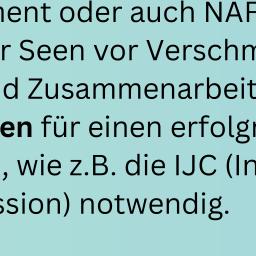 ment oder auch NAF
r Seen vor Verschm
d Zusammenarbeit
en für einen erfolgr
, wie z.B. die IJC (In
ssion) notwendig.